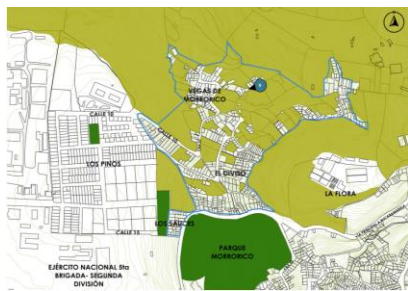 VEGAS DE
MORRORICO
CALLE 10
LOS PINOS
EL DIVISO
LA FLORA
LOS SAUCES
CALLE 15
PARQUE
MORRORICO
EJÉRCITO NACIONAL 5ta
BRIGADA- SEGUNDA
DIVISIÓN